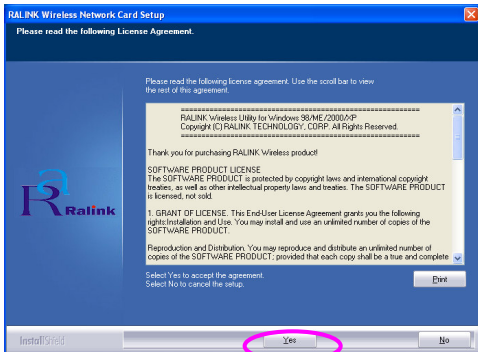 RALINK Wireless Network Card Setup
Please read the following License Agreement.
Please read the following license agreement. Use the scroll bar to view
the rest of this agreement.
============================================================
RALINK Wireless Utility for Windows 98/ME/2000/XP
Copyright (C) RALINK TECHNOLOGY, CORP. All Rights Reserved.
============================================================
Thank you for purchasing RALINK Wireless product!
SOFTWARE PRODUCT LICENSE
The SOFTWARE PRODUCT is protected by copyright laws and international copyright
treaties, as well as other intellectual property laws and treaties. The SOFTWARE PRODUCT
is licensed, not sold.
1. GRANT OF LICENSE. This End-User License Agreement grants you the following
rights:Installation and Use. You may install and use an unlimited number of copies of the
SOFTWARE PRODUCT.
Reproduction and Distribution. You may reproduce and distribute an unlimited number of
copies of the SOFTWARE PRODUCT; provided that each copy shall be a true and complete
Ralink
Select Yes to accept the agreement.
Select No to cancel the setup.
Print
InstallShield
Yes
No